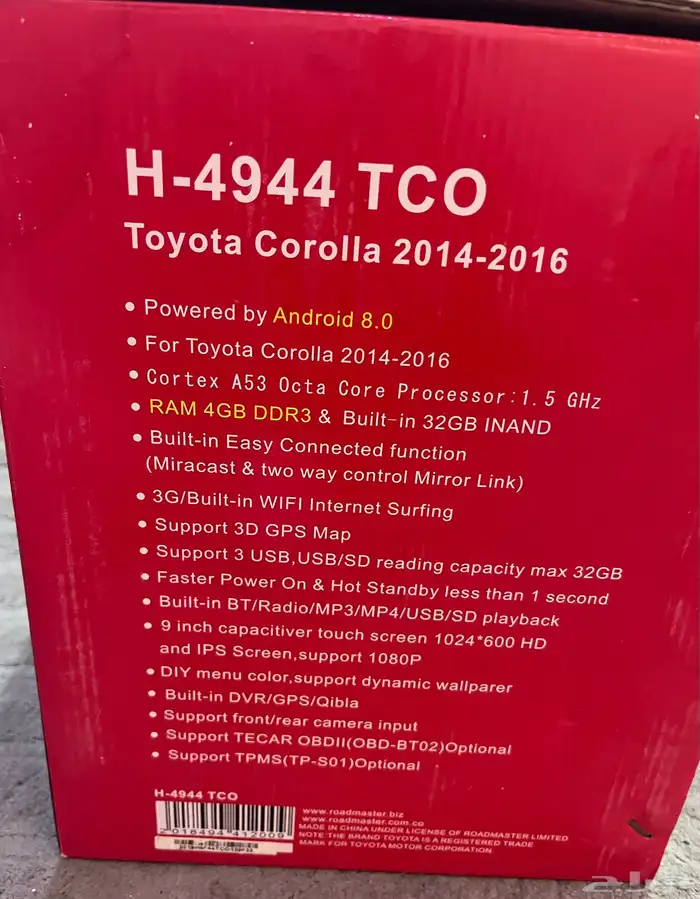 H-4944 TCO
Toyota Corolla 2014-2016
• Powered by Android 8.0
• For Toyota Corolla 2014-2016
• Cortex A53 Octa Core Processor:1.5 GHz
• RAM 4GB DDR3 & Built-in 32GB INAND
• Built-in Easy Connected function
(Miracast & two way control Mirror Link)
• 3G/Built-in WIFI Internet Surfing
• Support 3D GPS Map
• Support 3 USB,USB/SD reading capacity max 32GB
• Faster Power On & Hot Standby less than 1 second
• Built-in BT/Radio/MP3/MP4/USB/SD playback
• 9 inch capacitiver touch screen 1024*600 HD
and IPS Screen,support 1080P
• DIY menu color,support dynamic wallparer
• Built-in DVR/GPS/Qibla
• Support front/rear camera input
• Support TECAR OBDII(OBD-BT02)Optional
• Support TPMS(TP-S01)Optional
H-4944 TCO
2 018494 412009
www.roadmaster.biz
www.roadmaster.com.co
MADE IN CHINA UNDER LICENSE OF ROADMASTER LIMITED
NOTE:THE BRAND TOYOTA IS A REGISTERED TRADE
MARK FOR TOYOTA MOTOR CORPORATION